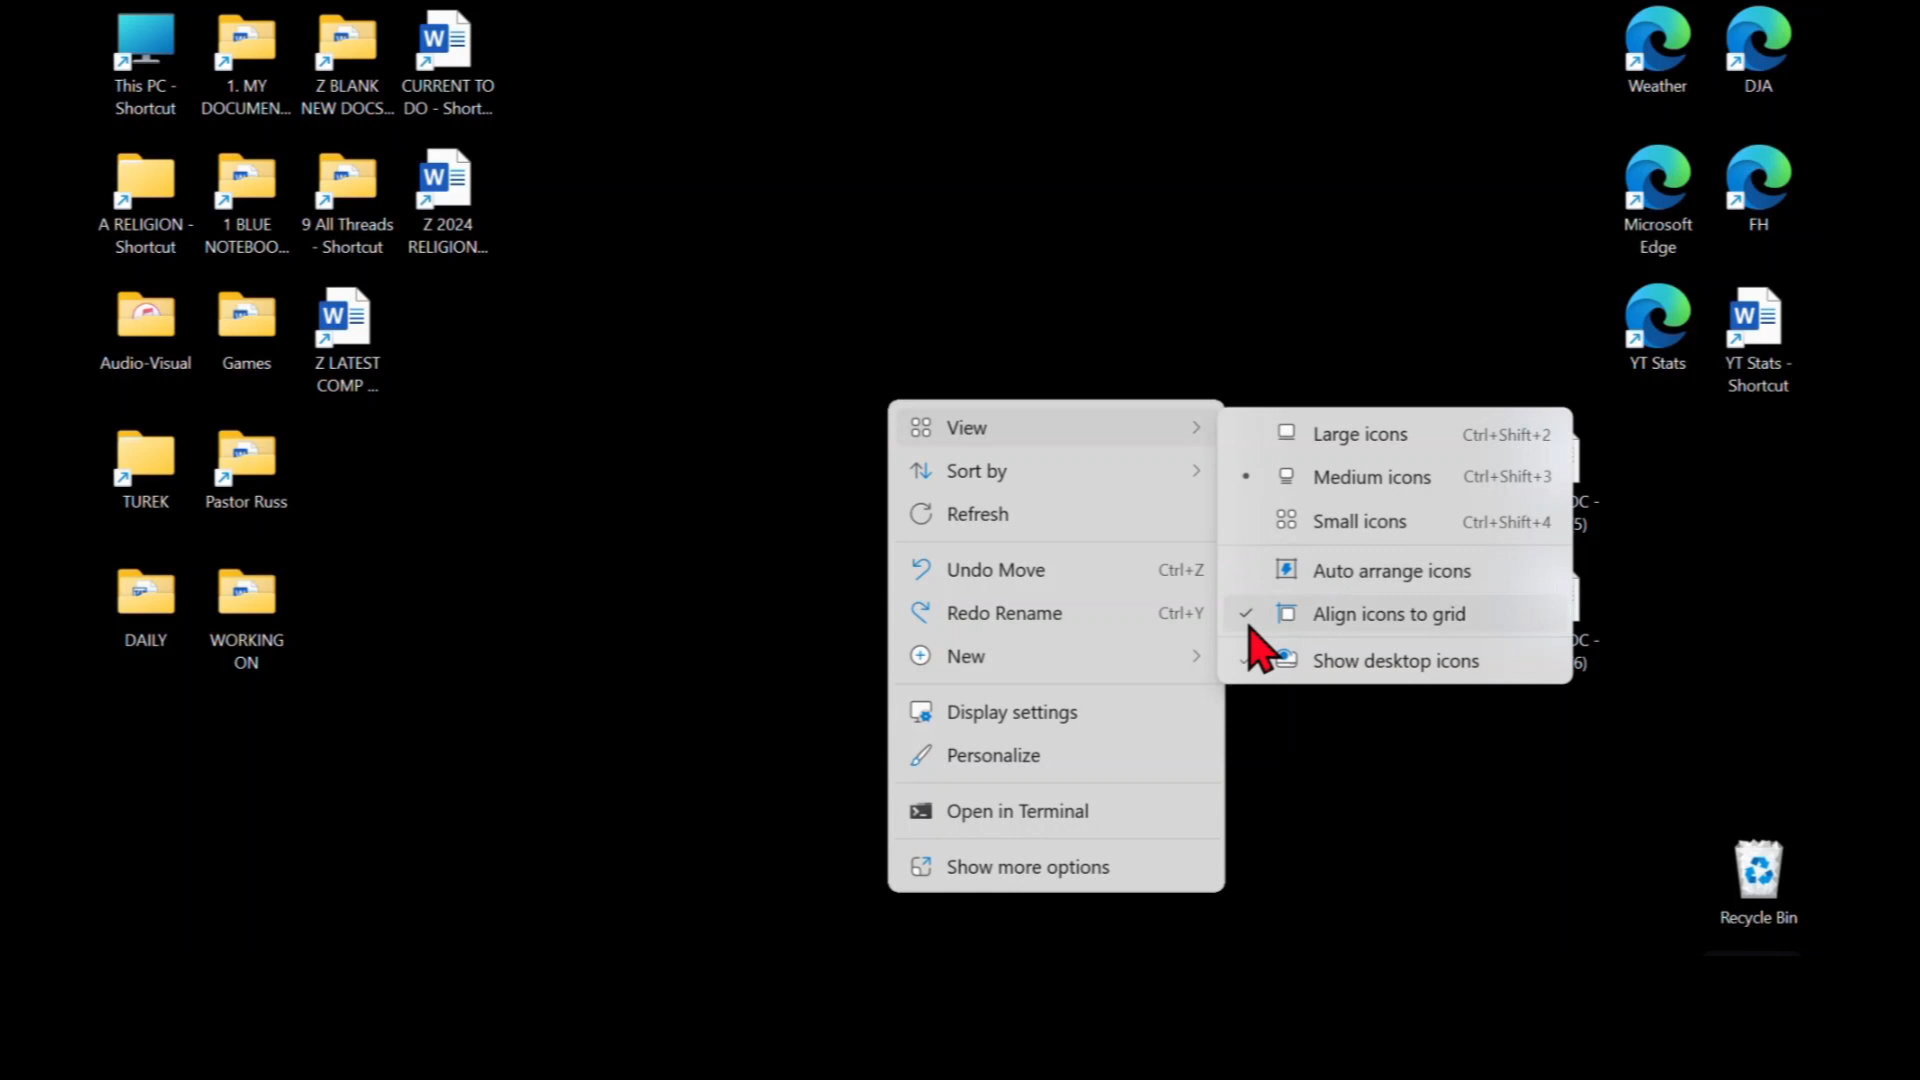 This PC -
Shortcut
1. MY
DOCUMEN...
Z BLANK
NEW DOCS...
CURRENT TO
DO - Short...
Weather
DJA
A RELIGION -
Shortcut
1 BLUE
NOTEBOO...
9 All Threads
- Shortcut
Z 2024
RELIGION...
Microsoft
Edge
FH
Audio-Visual
Games
Z LATEST
COMP ...
YT Stats
YT Stats -
Shortcut
TUREK
Pastor Russ
DAILY
WORKING
ON
View
Sort by
Refresh
Undo Move Ctrl+Z
Redo Rename Ctrl+Y
New
Display settings
Personalize
Open in Terminal
Show more options
Large icons Ctrl+Shift+2
Medium icons Ctrl+Shift+3
Small icons Ctrl+Shift+4
Auto arrange icons
Align icons to grid
Show desktop icons
5)
6)
Recycle Bin